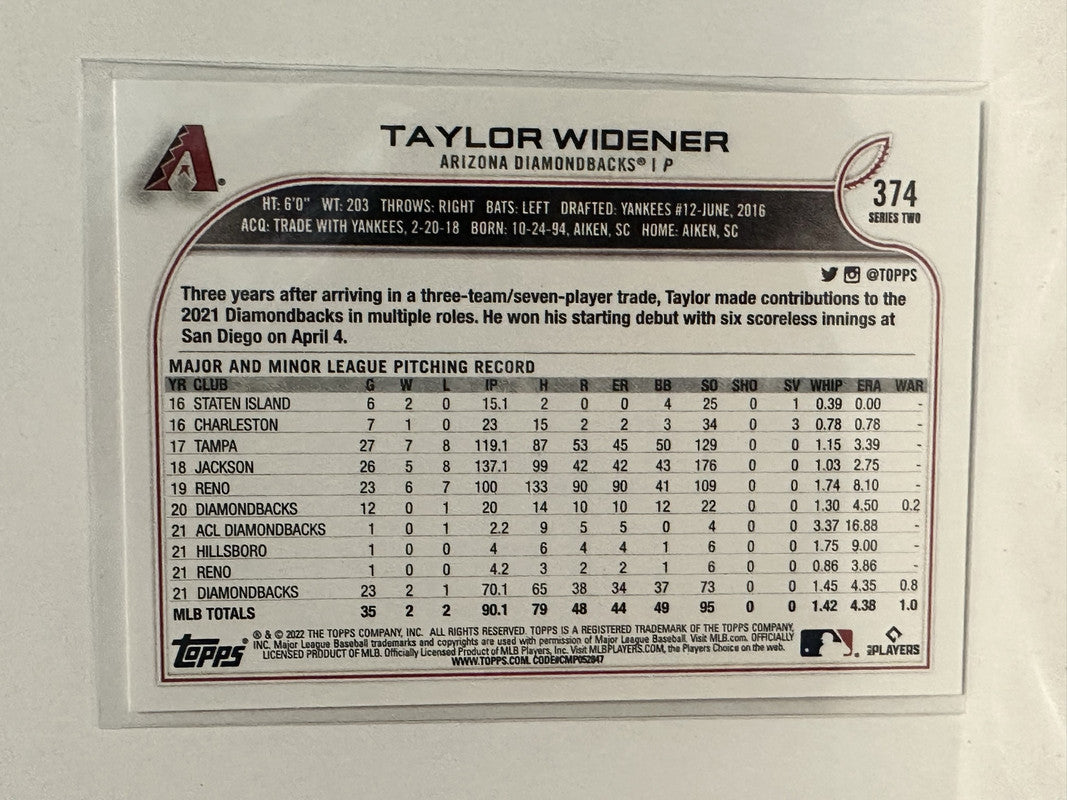 TAYLOR WIDENER
ARIZONA DIAMONDBACKS® | P
374
SERIES TWO
HT: 6'0" WT: 203 THROWS: RIGHT BATS: LEFT DRAFTED: YANKEES #12-JUNE, 2016
ACQ: TRADE WITH YANKEES, 2-20-18 BORN: 10-24-94, AIKEN, SC HOME: AIKEN, SC
@TOPPS
Three years after arriving in a three-team/seven-player trade, Taylor made contributions to the
2021 Diamondbacks in multiple roles. He won his starting debut with six scoreless innings at
San Diego on April 4.
MAJOR AND MINOR LEAGUE PITCHING RECORD
YR CLUB G W L IP H R ER BB SO SHO SV WHIP ERA WAR
16 STATEN ISLAND 6 2 0 15.1 2 0 0 4 25 0 1 0.39 0.00 -
16 CHARLESTON 7 1 0 23 15 2 2 3 34 0 3 0.78 0.78 -
17 TAMPA 27 7 8 119.1 87 53 45 50 129 0 0 1.15 3.39 -
18 JACKSON 26 5 8 137.1 99 42 42 43 176 0 0 1.03 2.75 -
19 RENO 23 6 7 100 133 90 90 41 109 0 0 1.74 8.10 -
20 DIAMONDBACKS 12 0 1 20 14 10 10 12 22 0 0 1.30 4.50 0.2
21 ACL DIAMONDBACKS 1 0 1 2.2 9 5 5 0 4 0 0 3.37 16.88 -
21 HILLSBORO 1 0 0 4 6 4 4 1 6 0 0 1.75 9.00 -
21 RENO 1 0 0 4.2 3 2 2 1 6 0 0 0.86 3.86 -
21 DIAMONDBACKS 23 2 1 70.1 65 38 34 37 73 0 0 1.45 4.35 0.8
MLB TOTALS 35 2 2 90.1 79 48 44 49 95 0 0 1.42 4.38 1.0
Topps®
® & © 2022 THE TOPPS COMPANY, INC. ALL RIGHTS RESERVED. TOPPS IS A REGISTERED TRADEMARK OF THE TOPPS COMPANY,
INC. Major League Baseball trademarks and copyrights are used with permission of Major League Baseball. Visit MLB.com. OFFICIALLY
LICENSED PRODUCT OF MLB. Officially Licensed Product of MLB Players, Inc. Visit MLBPLAYERS.COM, the Players Choice on the web.
WWW.TOPPS.COM. CODE#CMP052847
PLAYERS